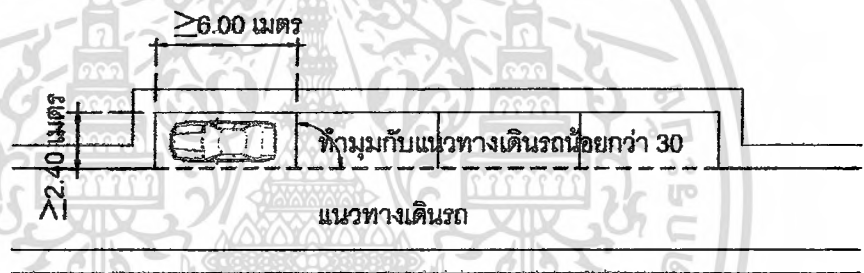 ≥6.00 เมตร
≥2.40 เมตร
ทำมุมกับแนวทางเดินรถน้อยกว่า 30
แนวทางเดินรถ